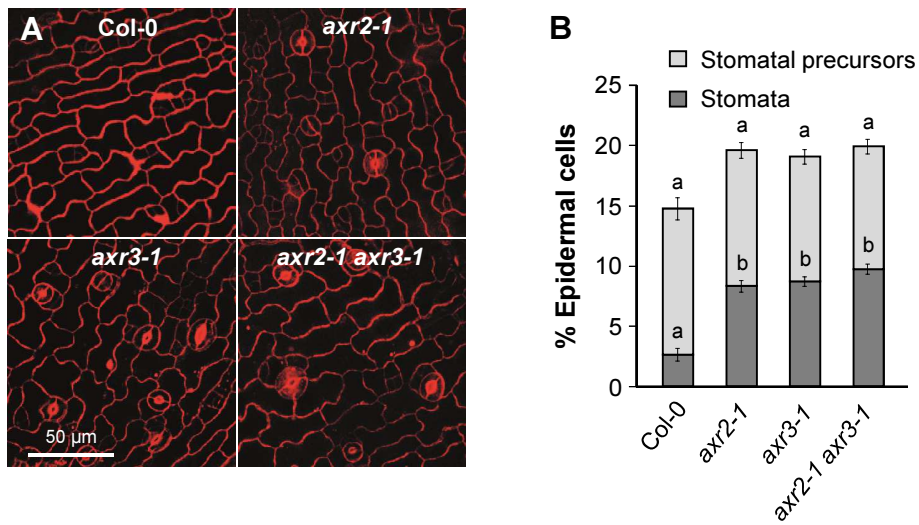 A
Col-0
axr2-1
axr3-1
axr2-1 axr3-1
50 µm
B
Stomatal precursors
Stomata
% Epidermal cells
25
20
15
10
5
0
a
a
a
a
a
b
b
b
Col-0
axr2-1
axr3-1
axr2-1 axr3-1